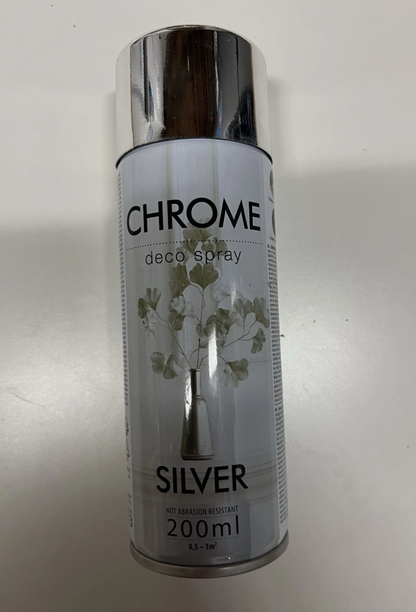 CHROME
deco spray
SILVER
NOT ABRASION RESISTANT
200ml
0,5 – 1m²